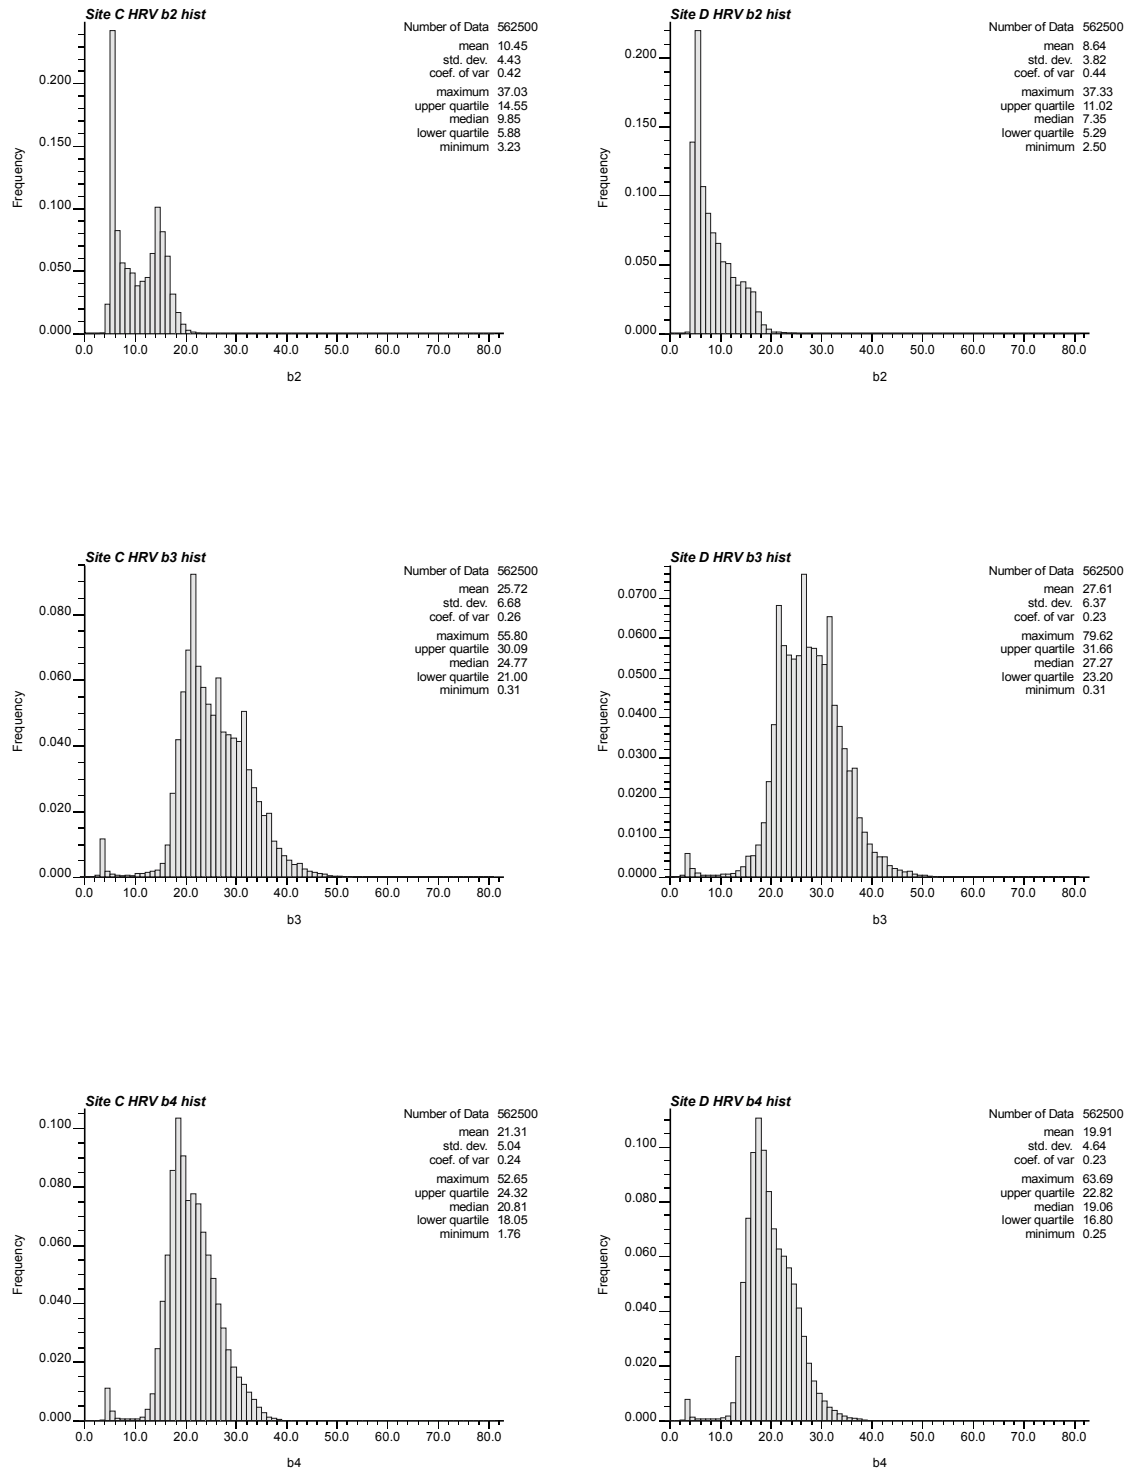 Site C HRV b2 hist
Number of Data 562500
mean 10.45
std. dev. 4.43
coef. of var 0.42
maximum 37.03
upper quartile 14.55
median 9.85
lower quartile 5.88
minimum 3.23
Frequency
0.200
0.150
0.100
0.050
0.000
0.0 10.0 20.0 30.0 40.0 50.0 60.0 70.0 80.0
b2
Site D HRV b2 hist
Number of Data 562500
mean 8.64
std. dev. 3.82
coef. of var 0.44
maximum 37.33
upper quartile 11.02
median 7.35
lower quartile 5.29
minimum 2.50
Frequency
0.200
0.150
0.100
0.050
0.000
0.0 10.0 20.0 30.0 40.0 50.0 60.0 70.0 80.0
b2
Site C HRV b3 hist
Number of Data 562500
mean 25.72
std. dev. 6.68
coef. of var 0.26
maximum 55.80
upper quartile 30.09
median 24.77
lower quartile 21.00
minimum 0.31
Frequency
0.080
0.060
0.040
0.020
0.000
0.0 10.0 20.0 30.0 40.0 50.0 60.0 70.0 80.0
b3
Site D HRV b3 hist
Number of Data 562500
mean 27.61
std. dev. 6.37
coef. of var 0.23
maximum 79.62
upper quartile 31.66
median 27.27
lower quartile 23.20
minimum 0.31
Frequency
0.0700
0.0600
0.0500
0.0400
0.0300
0.0200
0.0100
0.0000
0.0 10.0 20.0 30.0 40.0 50.0 60.0 70.0 80.0
b3
Site C HRV b4 hist
Number of Data 562500
mean 21.31
std. dev. 5.04
coef. of var 0.24
maximum 52.65
upper quartile 24.32
median 20.81
lower quartile 18.05
minimum 1.76
Frequency
0.100
0.080
0.060
0.040
0.020
0.000
0.0 10.0 20.0 30.0 40.0 50.0 60.0 70.0 80.0
b4
Site D HRV b4 hist
Number of Data 562500
mean 19.91
std. dev. 4.64
coef. of var 0.23
maximum 63.69
upper quartile 22.82
median 19.06
lower quartile 16.80
minimum 0.25
Frequency
0.100
0.080
0.060
0.040
0.020
0.000
0.0 10.0 20.0 30.0 40.0 50.0 60.0 70.0 80.0
b4